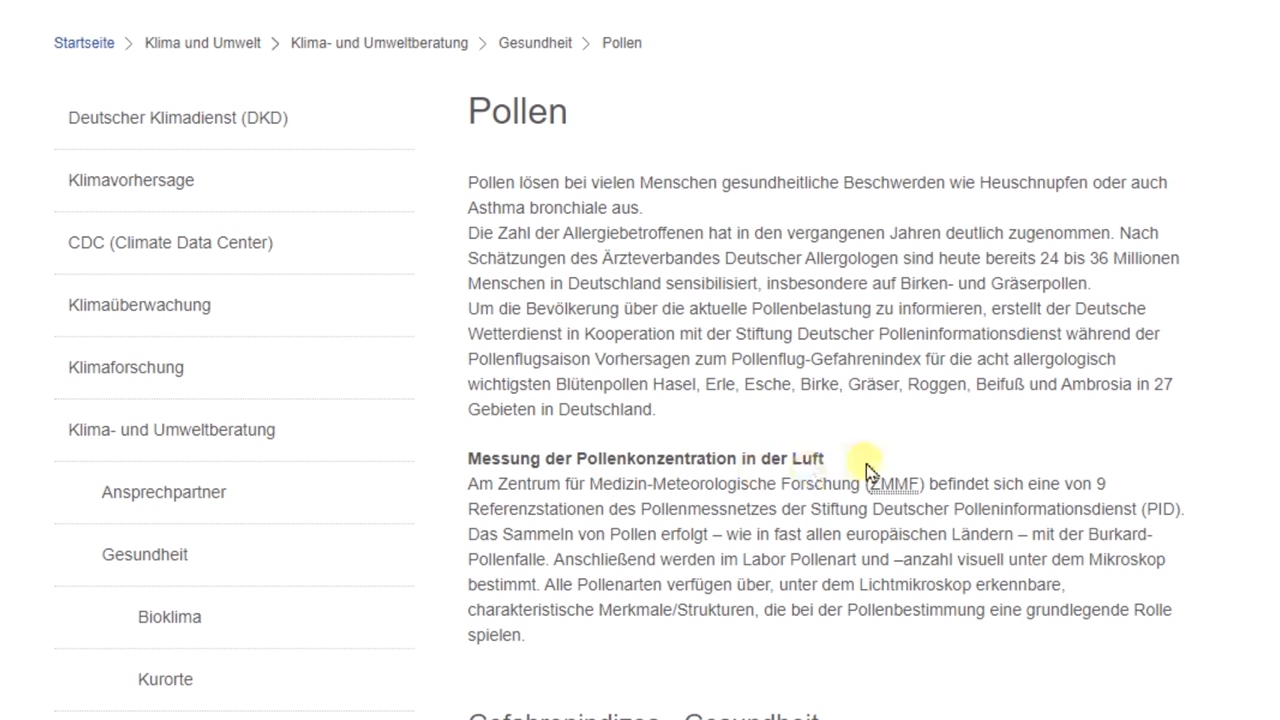 Startseite > Klima und Umwelt > Klima- und Umweltberatung > Gesundheit > Pollen
Deutscher Klimadienst (DKD)
Klimavorhersage
CDC (Climate Data Center)
Klimaüberwachung
Klimaforschung
Klima- und Umweltberatung
Ansprechpartner
Gesundheit
Bioklima
Kurorte
Pollen
Pollen lösen bei vielen Menschen gesundheitliche Beschwerden wie Heuschnupfen oder auch
Asthma bronchiale aus.
Die Zahl der Allergiebetroffenen hat in den vergangenen Jahren deutlich zugenommen. Nach
Schätzungen des Ärzteverbandes Deutscher Allergologen sind heute bereits 24 bis 36 Millionen
Menschen in Deutschland sensibilisiert, insbesondere auf Birken- und Gräserpollen.
Um die Bevölkerung über die aktuelle Pollenbelastung zu informieren, erstellt der Deutsche
Wetterdienst in Kooperation mit der Stiftung Deutscher Polleninformationsdienst während der
Pollenflugsaison Vorhersagen zum Pollenflug-Gefahrenindex für die acht allergologisch
wichtigsten Blütenpollen Hasel, Erle, Esche, Birke, Gräser, Roggen, Beifuß und Ambrosia in 27
Gebieten in Deutschland.
Messung der Pollenkonzentration in der Luft
Am Zentrum für Medizin-Meteorologische Forschung (ZMMF) befindet sich eine von 9
Referenzstationen des Pollenmessnetzes der Stiftung Deutscher Polleninformationsdienst (PID).
Das Sammeln von Pollen erfolgt – wie in fast allen europäischen Ländern – mit der Burkard-
Pollenfalle. Anschließend werden im Labor Pollenart und –anzahl visuell unter dem Mikroskop
bestimmt. Alle Pollenarten verfügen über, unter dem Lichtmikroskop erkennbare,
charakteristische Merkmale/Strukturen, die bei der Pollenbestimmung eine grundlegende Rolle
spielen.
Gefahrenindizes - Gesundheit